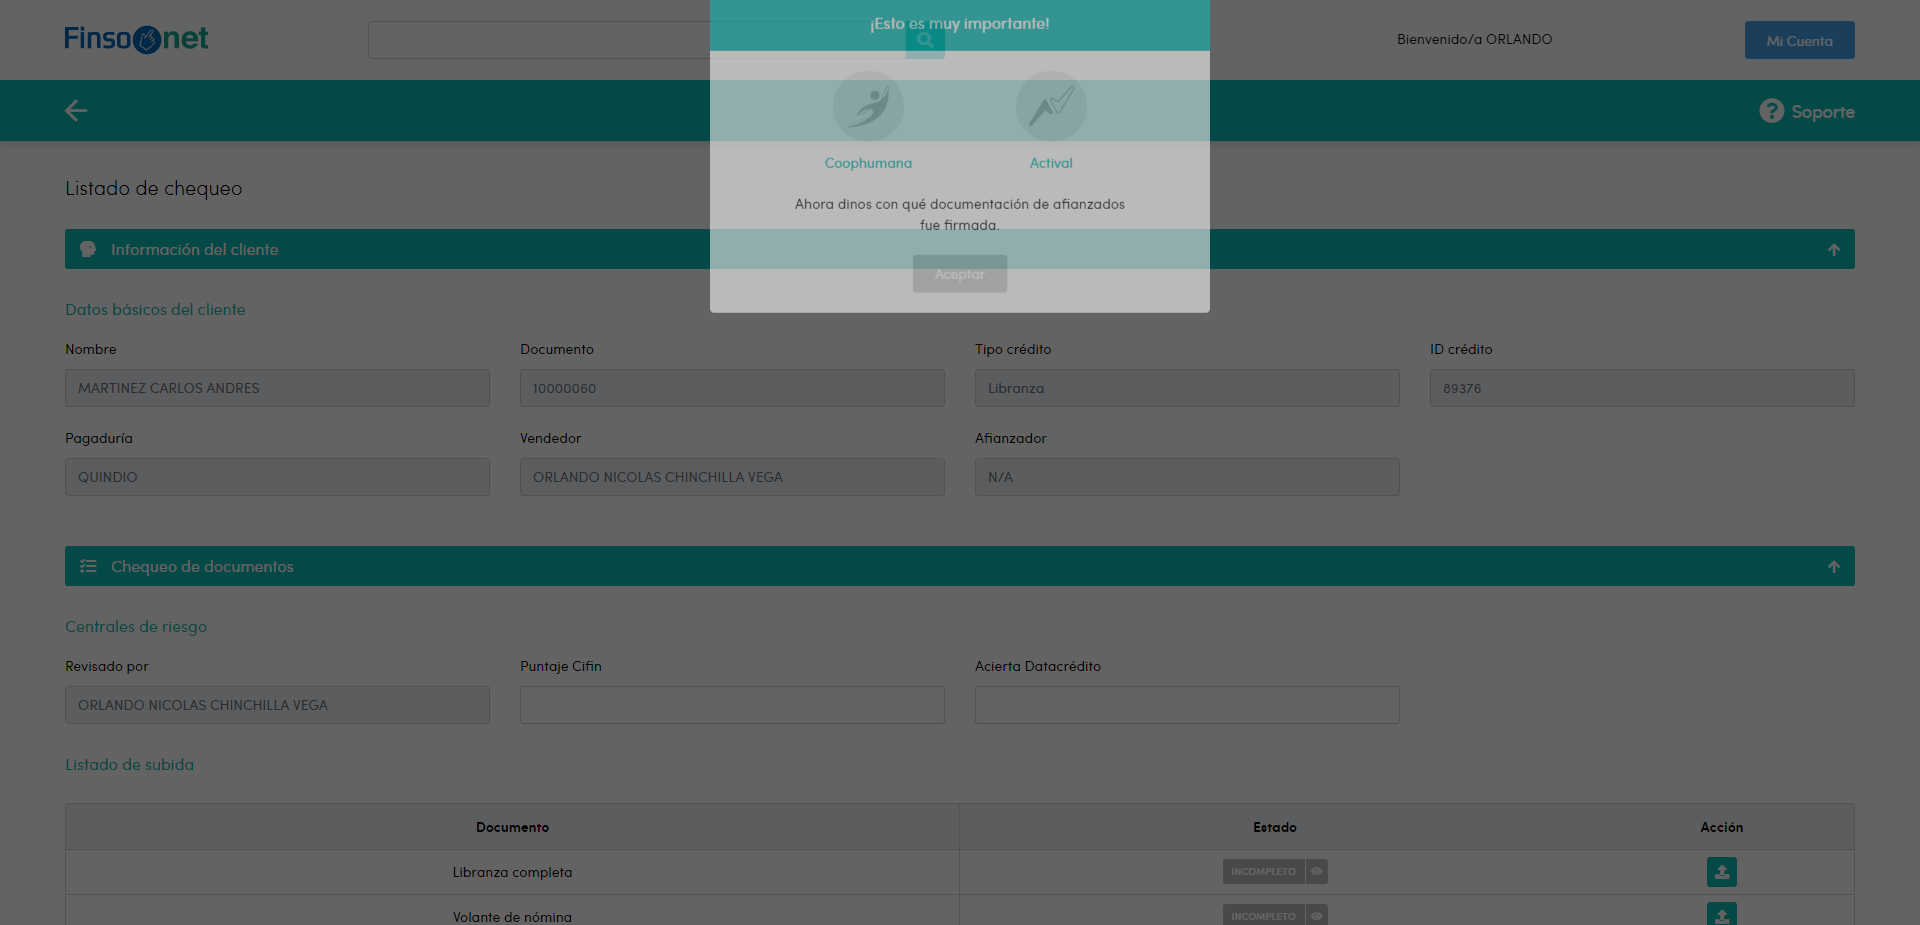 Finsonet
Bienvenido/a ORLANDO
Mi Cuenta
Soporte
¡Esto es muy importante!
Coophumana
Actival
Ahora dinos con qué documentación de afianzados
fue firmada.
Aceptar
Listado de chequeo
Información del cliente
Datos básicos del cliente
Nombre
Documento
Tipo crédito
ID crédito
MARTINEZ CARLOS ANDRES
10000060
Libranza
89376
Pagaduría
Vendedor
Afianzador
QUINDIO
ORLANDO NICOLAS CHINCHILLA VEGA
N/A
Chequeo de documentos
Centrales de riesgo
Revisado por
Puntaje Cifin
Acierta Datacrédito
ORLANDO NICOLAS CHINCHILLA VEGA
Listado de subida
Documento
Estado
Acción
Libranza completa
INCOMPLETO
Volante de nómina
INCOMPLETO